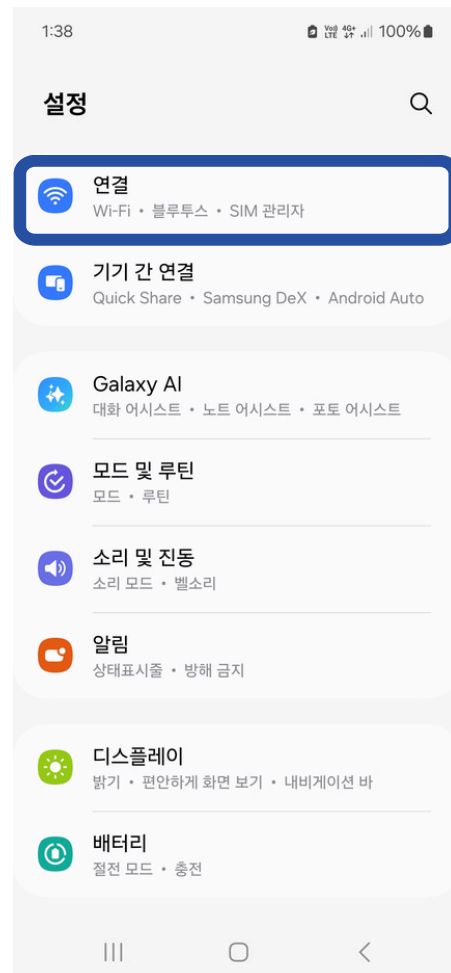 1:38 Vo)) LTE 4G+ 100%
설정
연결
Wi-Fi • 블루투스 • SIM 관리자
기기 간 연결
Quick Share • Samsung DeX • Android Auto
Galaxy AI
대화 어시스트 • 노트 어시스트 • 포토 어시스트
모드 및 루틴
모드 • 루틴
소리 및 진동
소리 모드 • 벨소리
알림
상태표시줄 • 방해 금지
디스플레이
밝기 • 편안하게 화면 보기 • 내비게이션 바
배터리
절전 모드 • 충전